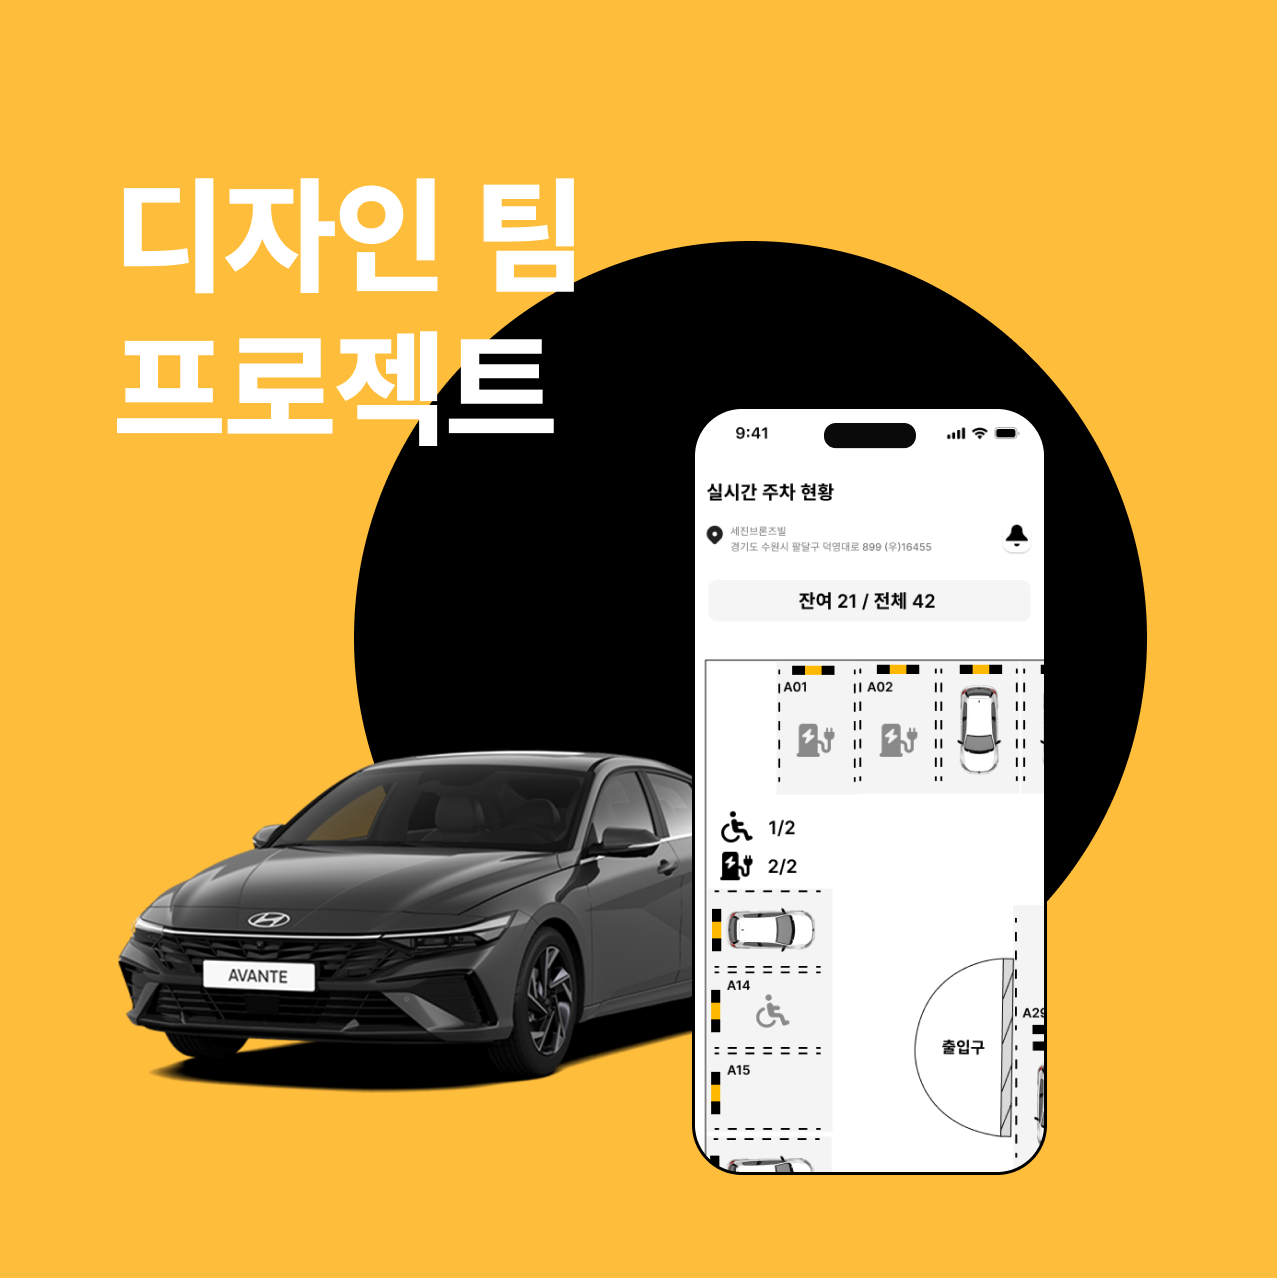 디자인 팀
프로젝트
9:41
실시간 주차 현황
세진브론즈빌
경기도 수원시 팔달구 덕영대로 899 (우)16455
잔여 21 / 전체 42
A01
A02
1/2
2/2
AVANTE
A14
A29
출입구
A15